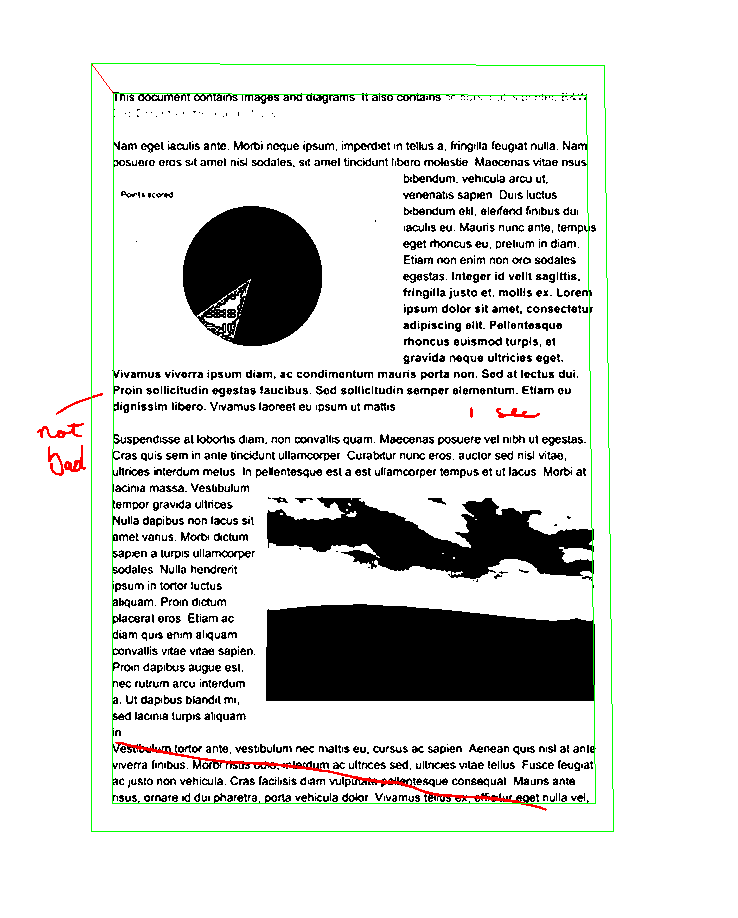 This document contains images and diagrams. It also contains
Nam eget iaculis ante. Morbi neque ipsum, imperdiet in tellus a, fringilla feugiat nulla. Nam
posuere eros sit amet nisl sodales, sit amet tincidunt libero molestie. Maecenas vitae risus
bibendum, vehicula arcu ut,
Points scored
venenatis sapien. Duis luctus
bibendum elit, eleifend finibus dui
iaculis eu. Mauris nunc ante, tempus
eget rhoncus eu, pretium in diam.
Etiam non enim non orci sodales
egestas. Integer id velit sagittis,
fringilla justo et, mollis ex. Lorem
ipsum dolor sit amet, consectetur
adipiscing elit. Pellentesque
rhoncus euismod turpis, et
gravida neque ultricies eget.
Vivamus viverra ipsum diam, ac condimentum mauris porta non. Sed at lectus dui.
Proin sollicitudin egestas faucibus. Sed sollicitudin semper elementum. Etiam eu
dignissim libero. Vivamus laoreet eu ipsum ut mattis.
1 sec
not
bad
Suspendisse at lobortis diam, non convallis quam. Maecenas posuere vel nibh ut egestas.
Cras quis sem in ante tincidunt ullamcorper. Curabitur nunc eros, auctor sed nisl vitae,
ultrices interdum metus. In pellentesque est a est ullamcorper tempus et ut lacus. Morbi at
lacinia massa. Vestibulum
tempor gravida ultrices.
Nulla dapibus non lacus sit
amet varius. Morbi dictum
sapien a turpis ullamcorper
sodales. Nulla hendrerit
ipsum in tortor luctus
aliquam. Proin dictum
placerat eros. Etiam ac
diam quis enim aliquam
convallis vitae vitae sapien.
Proin dapibus augue est,
nec rutrum arcu interdum
a. Ut dapibus blandit mi,
sed lacinia turpis aliquam
in.
Vestibulum tortor ante, vestibulum nec mattis eu, cursus ac sapien. Aenean quis nisl at ante
viverra finibus. Morbi risus odio, interdum ac ultrices sed, ultricies vitae tellus. Fusce feugiat
ac justo non vehicula. Cras facilisis diam vulputate pellentesque consequat. Mauris ante
risus, ornare id dui pharetra, porta vehicula dolor. Vivamus tellus ex, efficitur eget nulla vel,